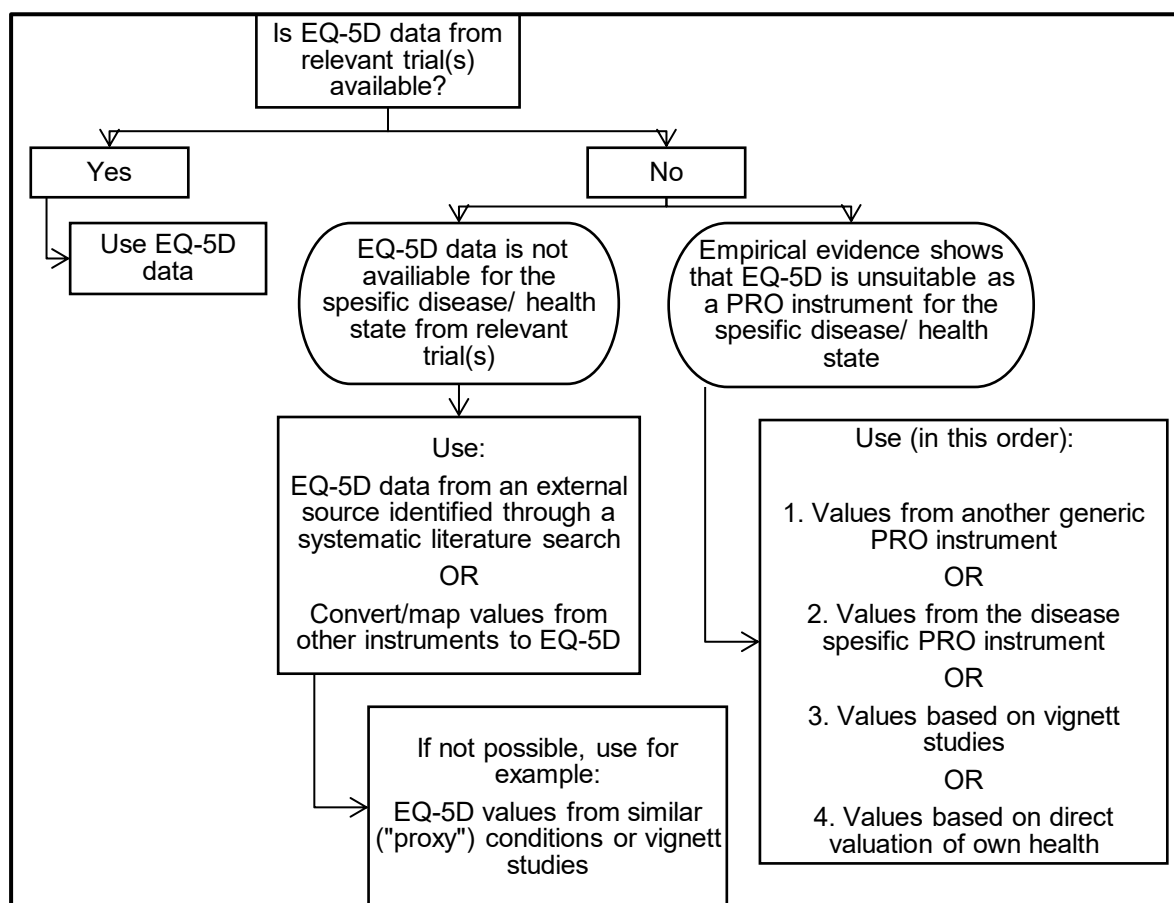 Is EQ-5D data from
relevant trial(s)
available?
Yes
No
Use EQ-5D
data
EQ-5D data is not
availiable for the
spesific disease/ health
state from relevant
trial(s)
Empirical evidence shows
that EQ-5D is unsuitable as
a PRO instrument for the
spesific disease/ health
state
Use:
EQ-5D data from an external
source identified through a
systematic literature search
OR
Convert/map values from
other instruments to EQ-5D
If not possible, use for
example:
EQ-5D values from similar
("proxy") conditions or vignett
studies
Use (in this order):
1. Values from another generic
PRO instrument
OR
2. Values from the disease
spesific PRO instrument
OR
3. Values based on vignett
studies
OR
4. Values based on direct
valuation of own health